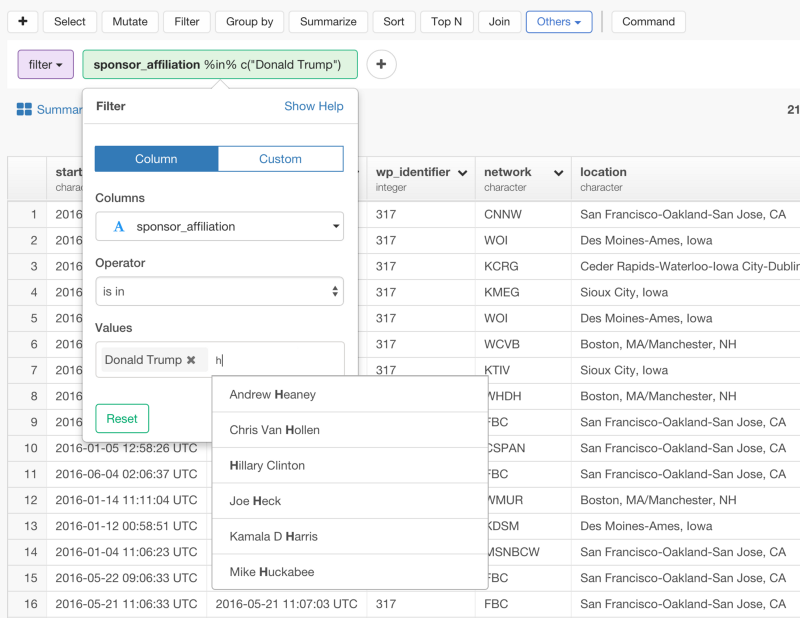 + Select Mutate Filter Group by Summarize Sort Top N Join Others Command
filter sponsor_affiliation %in% c("Donald Trump") +
Summar 21
Filter Show Help
Column Custom
Columns
A sponsor_affiliation
Operator
is in
Values
Donald Trump ✖ h
Reset
Andrew Heaney
Chris Van Hollen
Hillary Clinton
Joe Heck
Kamala D Harris
Mike Huckabee
start wp_identifier network location
charac integer character character
1 2016 317 CNNW San Francisco-Oakland-San Jose, CA
2 2016 317 WOI Des Moines-Ames, Iowa
3 2016 317 KCRG Ceder Rapids-Waterloo-Iowa City-Dublin
4 2016 317 KMEG Sioux City, Iowa
5 2016 317 WOI Des Moines-Ames, Iowa
6 2016 317 WCVB Boston, MA/Manchester, NH
7 2016 317 KTIV Sioux City, Iowa
8 2016 WHDH Boston, MA/Manchester, NH
9 2016 FBC San Francisco-Oakland-San Jose, CA
10 2016-01-05 12:58:26 UTC CSPAN San Francisco-Oakland-San Jose, CA
11 2016-06-04 02:06:37 UTC FBC San Francisco-Oakland-San Jose, CA
12 2016-01-14 11:11:04 UTC WMUR Boston, MA/Manchester, NH
13 2016-01-12 00:58:51 UTC KDSM Des Moines-Ames, Iowa
14 2016-01-04 11:06:23 UTC MSNBCW San Francisco-Oakland-San Jose, CA
15 2016-05-22 09:06:33 UTC FBC San Francisco-Oakland-San Jose, CA
16 2016-05-21 11:06:33 UTC 2016-05-21 11:07:03 UTC 317 FBC San Francisco-Oakland-San Jose, CA